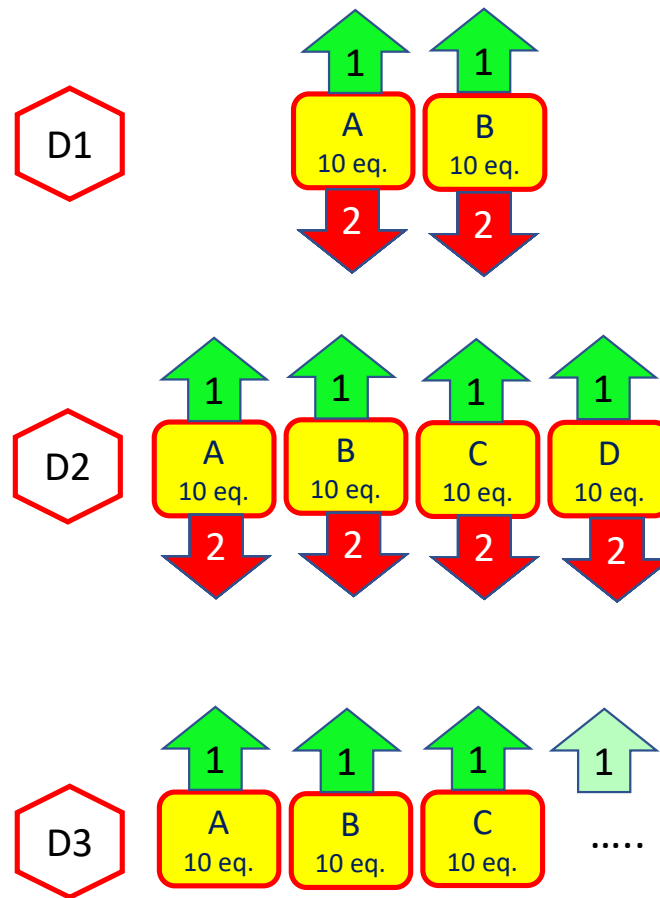 1 1
D1
A B
10 eq. 10 eq.
2 2
1 1 1 1
D2
A B C D
10 eq. 10 eq. 10 eq. 10 eq.
2 2 2 2
1 1 1 1
D3
A B C
10 eq. 10 eq. 10 eq. .....